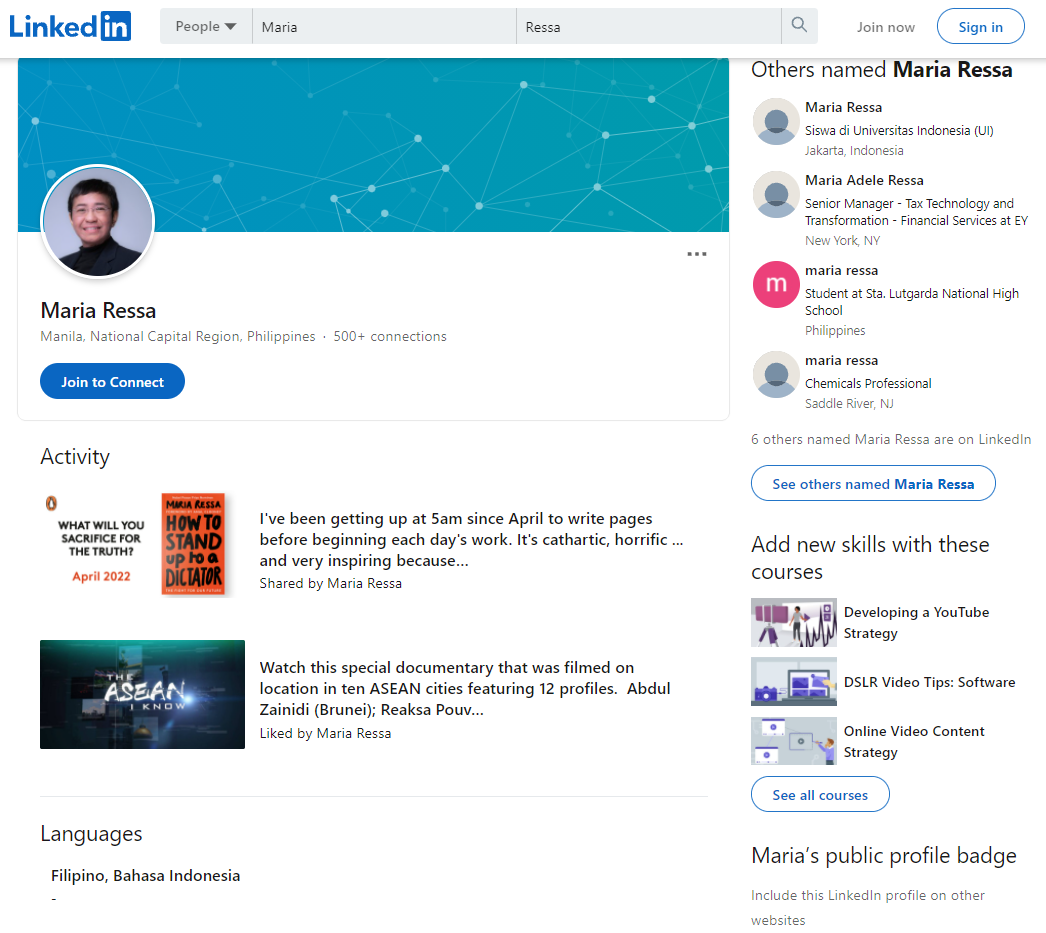 LinkedIn
People
Maria
Ressa
Join now
Sign in
Maria Ressa
Manila, National Capital Region, Philippines · 500+ connections
Join to Connect
Activity
WHAT WILL YOU
SACRIFICE FOR
THE TRUTH?
April 2022
MARIA RESSA
HOW TO
STAND
UP TO A
DICTATOR
I've been getting up at 5am since April to write pages
before beginning each day's work. It's cathartic, horrific ...
and very inspiring because…
Shared by Maria Ressa
THE
ASEAN
I KNOW
Watch this special documentary that was filmed on
location in ten ASEAN cities featuring 12 profiles. Abdul
Zainidi (Brunei); Reaksa Pouv…
Liked by Maria Ressa
Languages
Filipino, Bahasa Indonesia
-
Others named Maria Ressa
Maria Ressa
Siswa di Universitas Indonesia (UI)
Jakarta, Indonesia
Maria Adele Ressa
Senior Manager - Tax Technology and
Transformation - Financial Services at EY
New York, NY
m
maria ressa
Student at Sta. Lutgarda National High
School
Philippines
maria ressa
Chemicals Professional
Saddle River, NJ
6 others named Maria Ressa are on LinkedIn
See others named Maria Ressa
Add new skills with these
courses
Developing a YouTube
Strategy
DSLR Video Tips: Software
Online Video Content
Strategy
See all courses
Maria’s public profile badge
Include this LinkedIn profile on other
websites